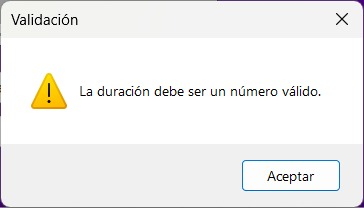 Validación
La duración debe ser un número válido.
Aceptar